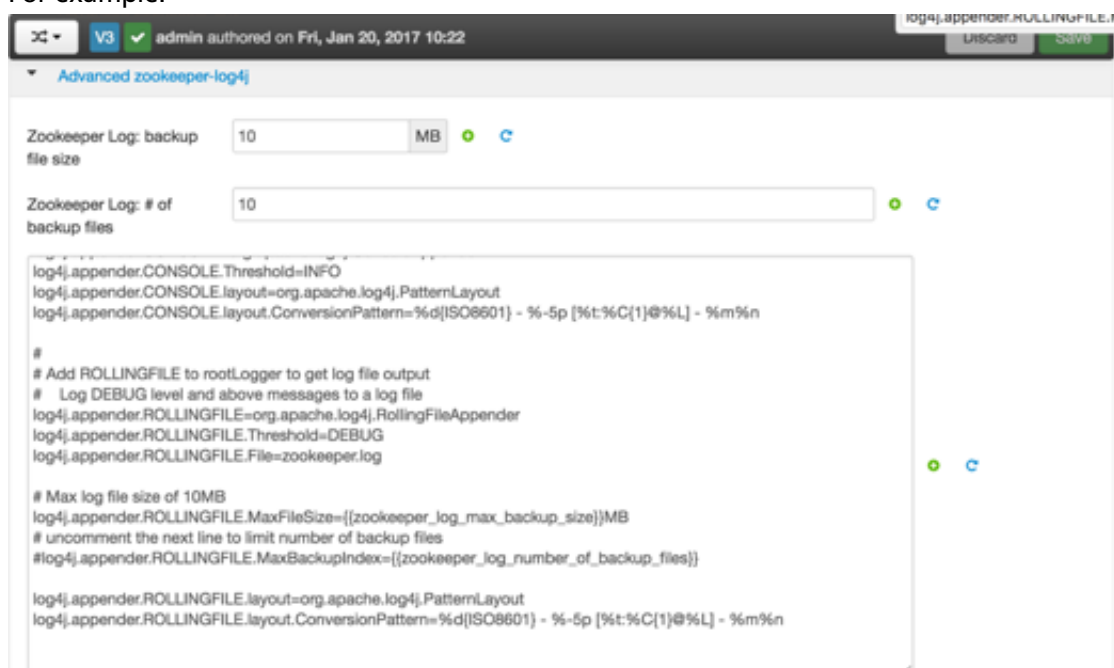 For example:
log4j.appender.ROLLINGFILE.
V3 admin authored on Fri, Jan 20, 2017 10:22
Discard Save
Advanced zookeeper-log4j
Zookeeper Log: backup file size
10 MB
Zookeeper Log: # of backup files
10
log4j.appender.CONSOLE.Threshold=INFO
log4j.appender.CONSOLE.layout=org.apache.log4j.PatternLayout
log4j.appender.CONSOLE.layout.ConversionPattern=%d{ISO8601} - %-5p [%t:%C{1}@%L] - %m%n
#
# Add ROLLINGFILE to rootLogger to get log file output
# Log DEBUG level and above messages to a log file
log4j.appender.ROLLINGFILE=org.apache.log4j.RollingFileAppender
log4j.appender.ROLLINGFILE.Threshold=DEBUG
log4j.appender.ROLLINGFILE.File=zookeeper.log
# Max log file size of 10MB
log4j.appender.ROLLINGFILE.MaxFileSize={{zookeeper_log_max_backup_size}}MB
# uncomment the next line to limit number of backup files
#log4j.appender.ROLLINGFILE.MaxBackupIndex={{zookeeper_log_number_of_backup_files}}
log4j.appender.ROLLINGFILE.layout=org.apache.log4j.PatternLayout
log4j.appender.ROLLINGFILE.layout.ConversionPattern=%d{ISO8601} - %-5p [%t:%C{1}@%L] - %m%n